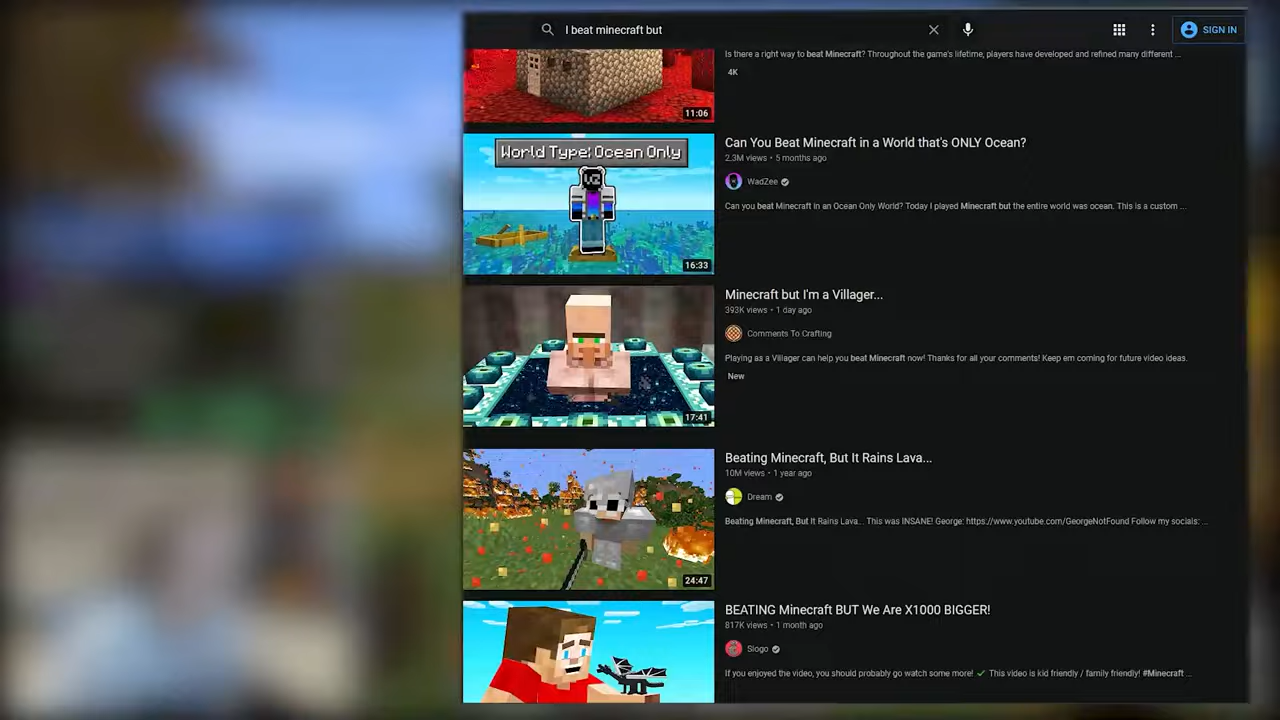 I beat minecraft but
SIGN IN
Is there a right way to beat Minecraft? Throughout the game's lifetime, players have developed and refined many different ...
4K
11:06
World Type: Ocean Only
16:33
Can You Beat Minecraft in a World that's ONLY Ocean?
2.3M views • 5 months ago
WadZee
Can you beat Minecraft in an Ocean Only World? Today I played Minecraft but the entire world was ocean. This is a custom ...
17:41
Minecraft but I'm a Villager...
393K views • 1 day ago
Comments To Crafting
Playing as a Villager can help you beat Minecraft now! Thanks for all your comments! Keep em coming for future video ideas.
New
24:47
Beating Minecraft, But It Rains Lava...
10M views • 1 year ago
Dream
Beating Minecraft, But It Rains Lava... This was INSANE! George: https://www.youtube.com/GeorgeNotFound Follow my socials: ...
BEATING Minecraft BUT We Are X1000 BIGGER!
817K views • 1 month ago
Slogo
If you enjoyed the video, you should probably go watch some more! ✓ This video is kid friendly / family friendly! #Minecraft ...